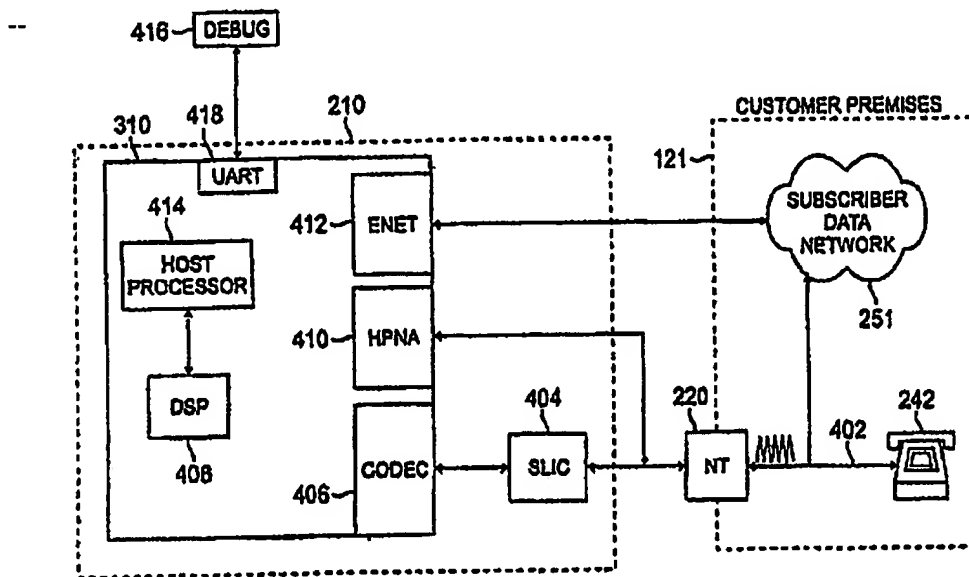 --
416 DEBUG
210
CUSTOMER PREMISES
310 418
UART
121
414
HOST
PROCESSOR
412 ENET
SUBSCRIBER
DATA
NETWORK
251
410 HPNA
DSP
408
404
220
242
402
406 CODEC
SLIC
NT